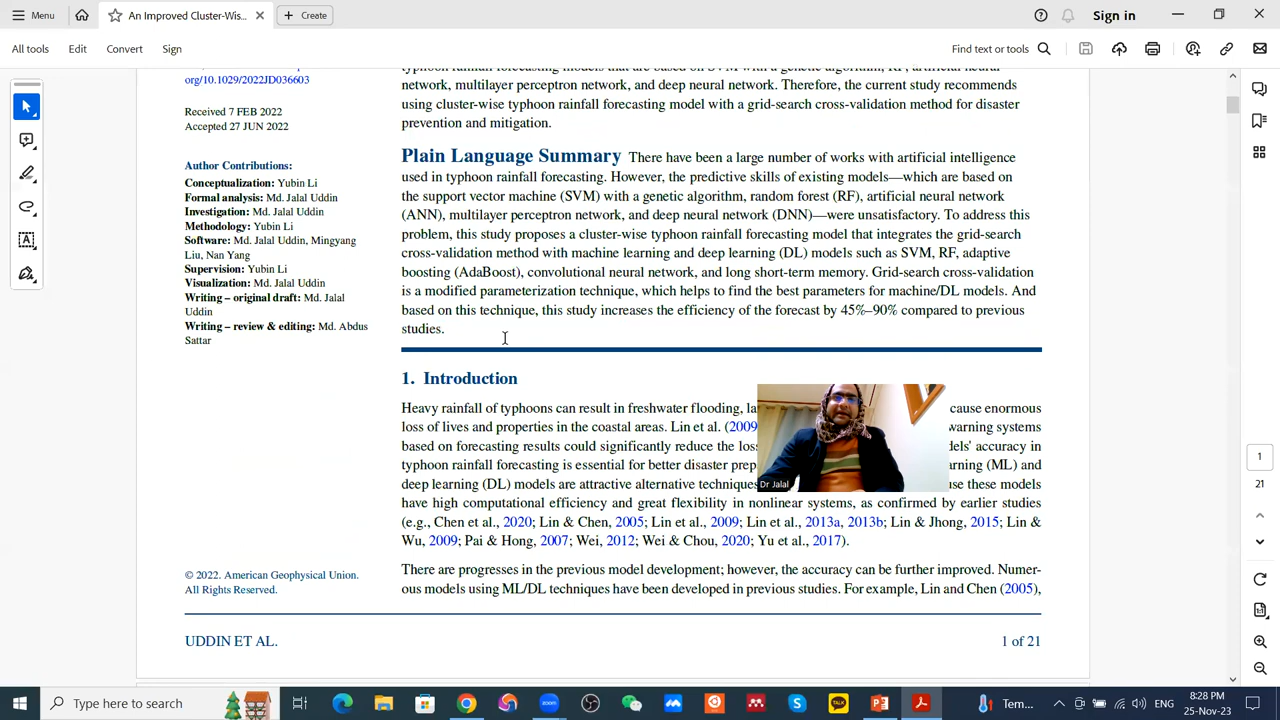 Menu
An Improved Cluster-Wis...
Create
Sign in
All tools
Edit
Convert
Sign
Find text or tools
org/10.1029/2022JD036603
Received 7 FEB 2022
Accepted 27 JUN 2022
Author Contributions:
Conceptualization: Yubin Li
Formal analysis: Md. Jalal Uddin
Investigation: Md. Jalal Uddin
Methodology: Yubin Li
Software: Md. Jalal Uddin, Mingyang
Liu, Nan Yang
Supervision: Yubin Li
Visualization: Md. Jalal Uddin
Writing – original draft: Md. Jalal
Uddin
Writing – review & editing: Md. Abdus
Sattar
© 2022. American Geophysical Union.
All Rights Reserved.
network, multilayer perceptron network, and deep neural network. Therefore, the current study recommends
using cluster-wise typhoon rainfall forecasting model with a grid-search cross-validation method for disaster
prevention and mitigation.
Plain Language Summary There have been a large number of works with artificial intelligence
used in typhoon rainfall forecasting. However, the predictive skills of existing models—which are based on
the support vector machine (SVM) with a genetic algorithm, random forest (RF), artificial neural network
(ANN), multilayer perceptron network, and deep neural network (DNN)—were unsatisfactory. To address this
problem, this study proposes a cluster-wise typhoon rainfall forecasting model that integrates the grid-search
cross-validation method with machine learning and deep learning (DL) models such as SVM, RF, adaptive
boosting (AdaBoost), convolutional neural network, and long short-term memory. Grid-search cross-validation
is a modified parameterization technique, which helps to find the best parameters for machine/DL models. And
based on this technique, this study increases the efficiency of the forecast by 45%–90% compared to previous
studies.
1. Introduction
Heavy rainfall of typhoons can result in freshwater flooding, la cause enormous
loss of lives and properties in the coastal areas. Lin et al. (2009 warning systems
based on forecasting results could significantly reduce the loss dels' accuracy in
typhoon rainfall forecasting is essential for better disaster prep arning (ML) and
deep learning (DL) models are attractive alternative techniques use these models
have high computational efficiency and great flexibility in nonlinear systems, as confirmed by earlier studies
(e.g., Chen et al., 2020; Lin & Chen, 2005; Lin et al., 2009; Lin et al., 2013a, 2013b; Lin & Jhong, 2015; Lin &
Wu, 2009; Pai & Hong, 2007; Wei, 2012; Wei & Chou, 2020; Yu et al., 2017).
There are progresses in the previous model development; however, the accuracy can be further improved. Numer-
ous models using ML/DL techniques have been developed in previous studies. For example, Lin and Chen (2005),
Dr Jalal
UDDIN ET AL.
1 of 21
1
21
Type here to search
Tem...
ENG
8:28 PM
25-Nov-23